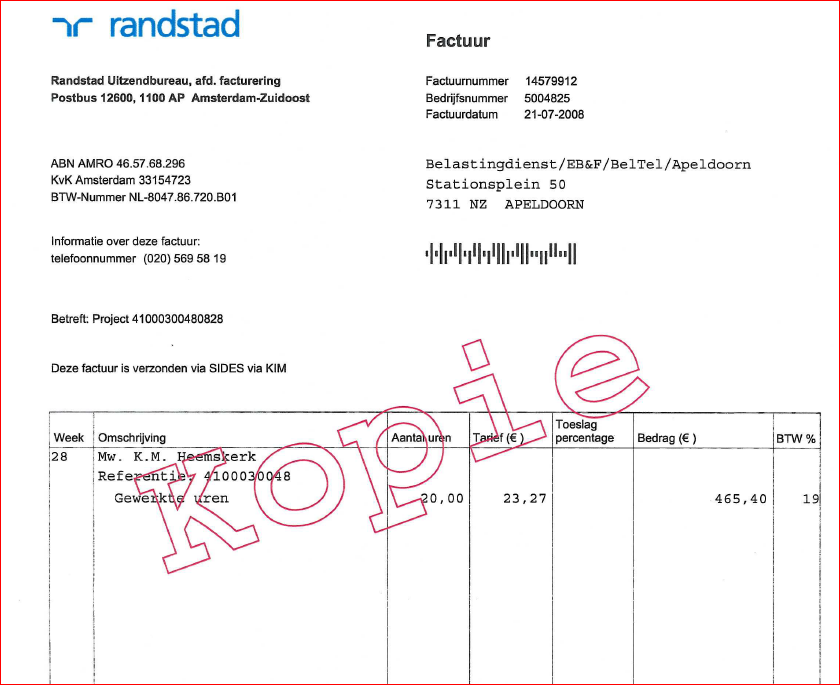 randstad
Factuur
Randstad Uitzendbureau, afd. facturering
Postbus 12600, 1100 AP Amsterdam-Zuidoost
Factuurnummer 14579912
Bedrijfsnummer 5004825
Factuurdatum 21-07-2008
ABN AMRO 46.57.68.296
KvK Amsterdam 33154723
BTW-Nummer NL-8047.86.720.B01
Belastingdienst/EB&F/BelTel/Apeldoorn
Stationsplein 50
7311 NZ APELDOORN
Informatie over deze factuur:
telefoonnummer (020) 569 58 19
Betreft: Project 41000300480828
Deze factuur is verzonden via SIDES via KIM
Kopie
Week Omschrijving Aantal uren Tarief (€ ) Toeslag percentage Bedrag (€ ) BTW %
28 Mw. K.M. Heemskerk
Referentie: 4100030048
Gewerkte uren 20,00 23,27 465,40 19